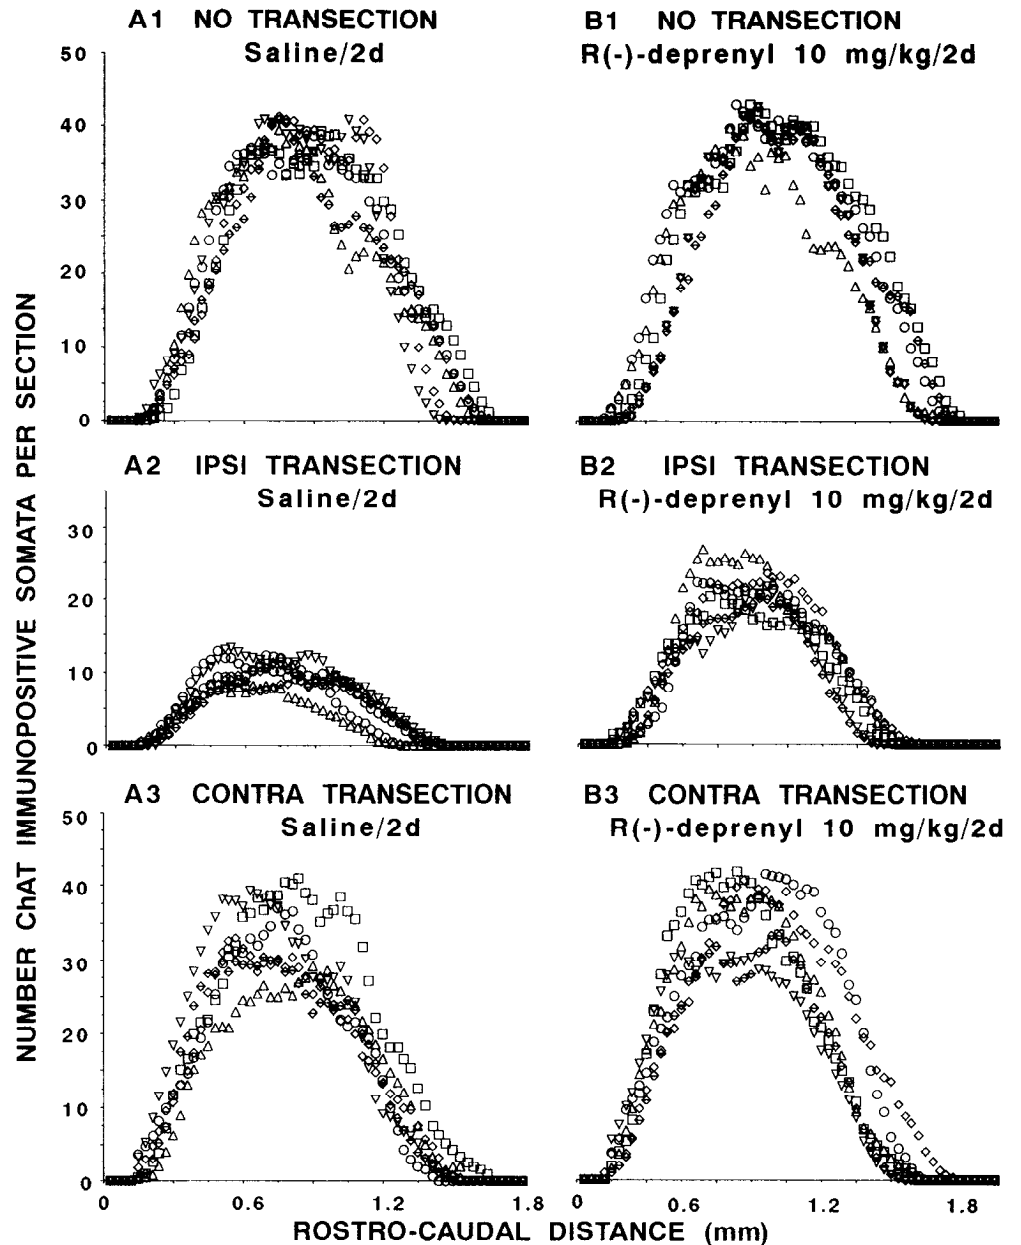 A1 NO TRANSECTION
Saline/2d
B1 NO TRANSECTION
R(-)-deprenyl 10 mg/kg/2d
50
40
30
20
10
0
A2 IPSI TRANSECTION
Saline/2d
B2 IPSI TRANSECTION
R(-)-deprenyl 10 mg/kg/2d
30
20
10
0
A3 CONTRA TRANSECTION
Saline/2d
B3 CONTRA TRANSECTION
R(-)-deprenyl 10 mg/kg/2d
50
40
30
20
10
0
0 0.6 1.2 1.8
0 0.6 1.2 1.8
NUMBER ChAT IMMUNOPOSITIVE SOMATA PER SECTION
ROSTRO-CAUDAL DISTANCE (mm)